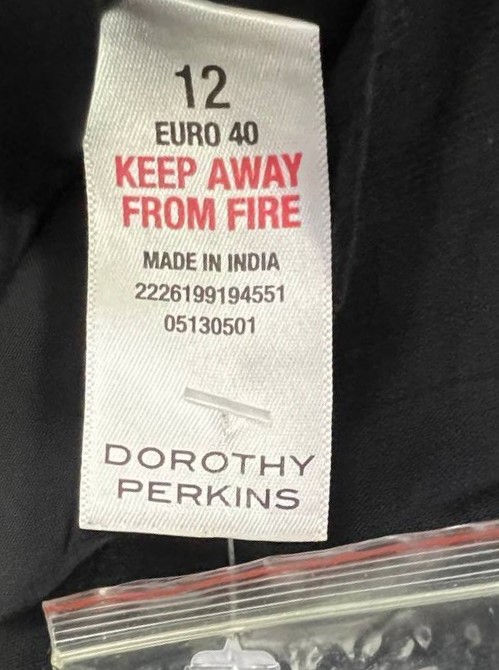 12
EURO 40
KEEP AWAY
FROM FIRE
MADE IN INDIA
2226199194551
05130501
DOROTHY
PERKINS